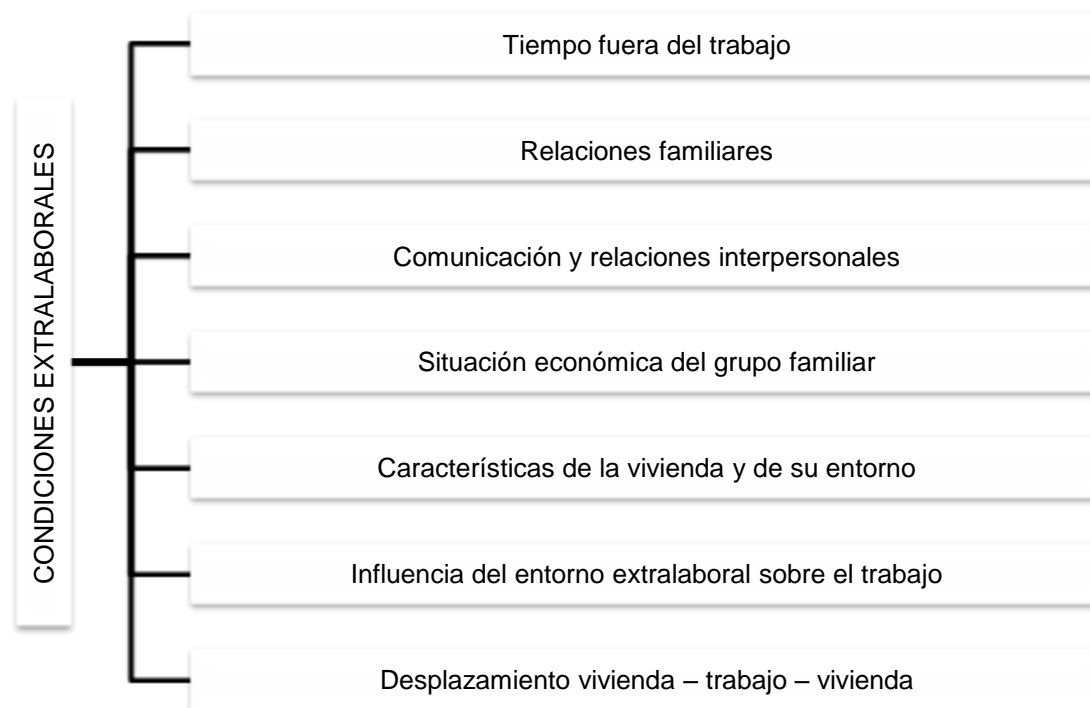 CONDICIONES EXTRALABORALES
Tiempo fuera del trabajo
Relaciones familiares
Comunicación y relaciones interpersonales
Situación económica del grupo familiar
Características de la vivienda y de su entorno
Influencia del entorno extralaboral sobre el trabajo
Desplazamiento vivienda – trabajo – vivienda